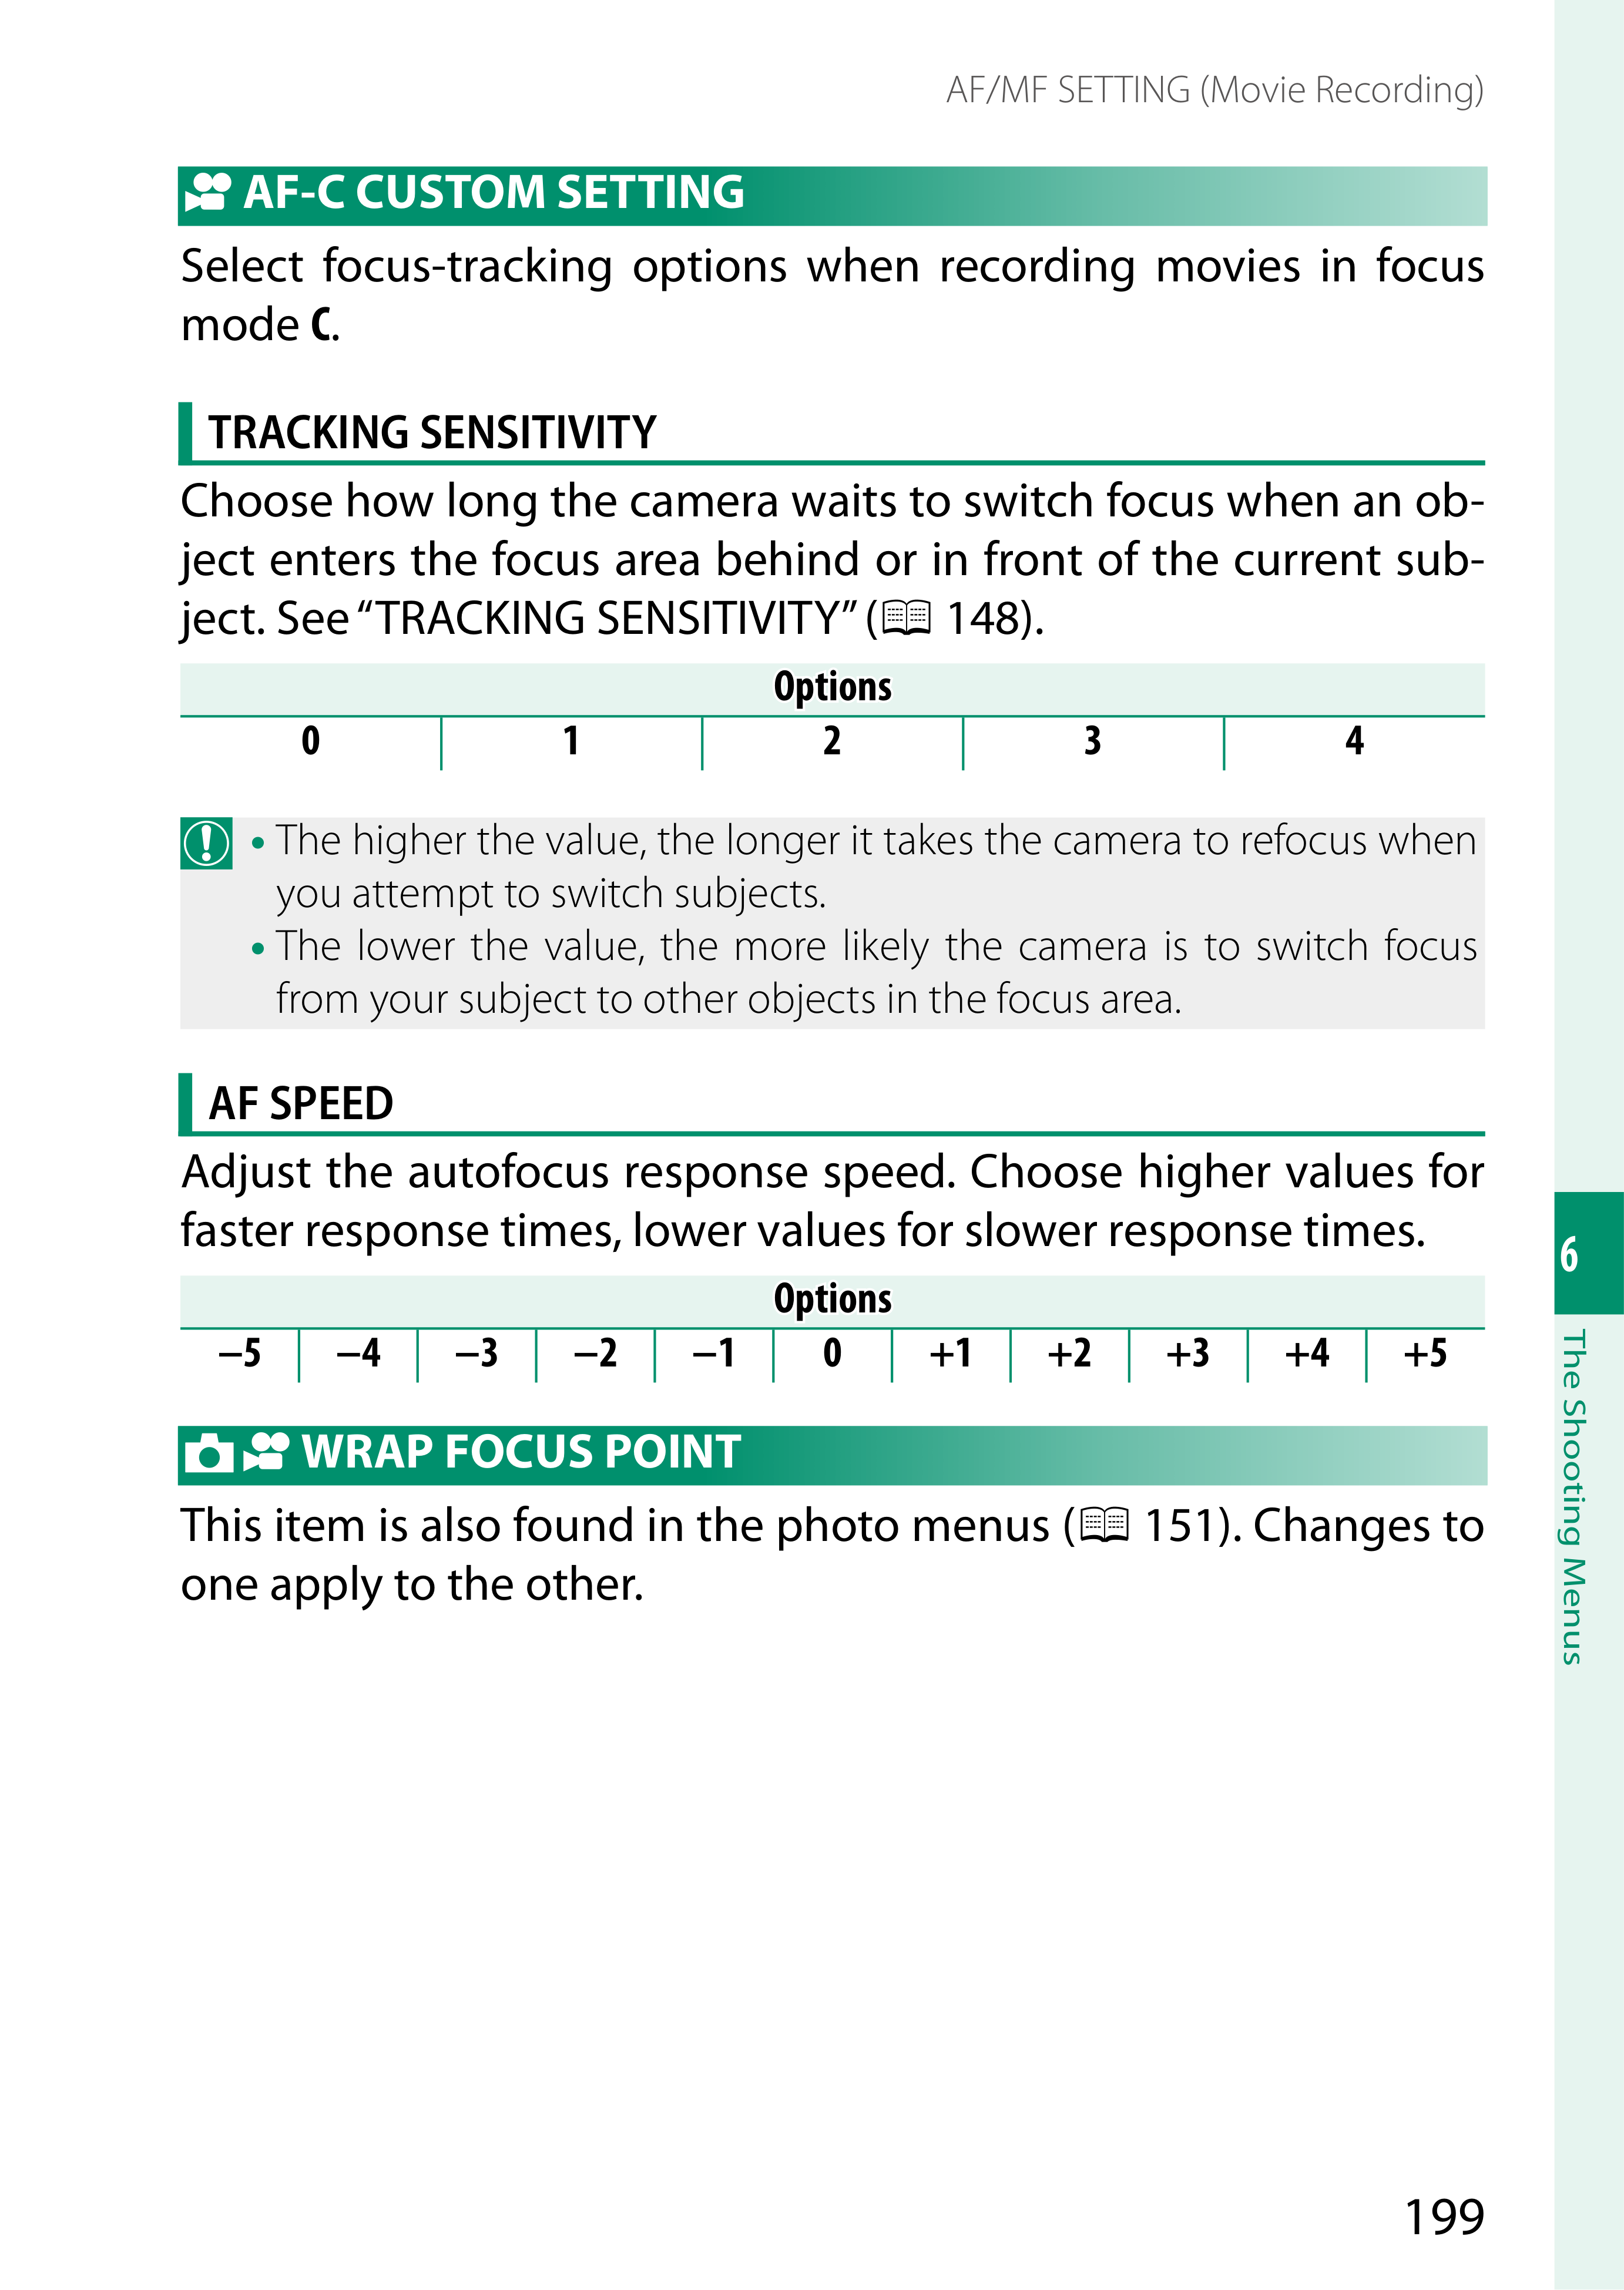 AF/MF SETTING (Movie Recording)
AF-C CUSTOM SETTING
Select focus-tracking options when recording movies in focus
mode C.
TRACKING SENSITIVITY
Choose how long the camera waits to switch focus when an ob-
ject enters the focus area behind or in front of the current sub-
ject. See “TRACKING SENSITIVITY” ( 148).
Options
0 1 2 3 4
• The higher the value, the longer it takes the camera to refocus when
you attempt to switch subjects.
• The lower the value, the more likely the camera is to switch focus
from your subject to other objects in the focus area.
AF SPEED
Adjust the autofocus response speed. Choose higher values for
faster response times, lower values for slower response times.
Options
−5 −4 −3 −2 −1 0 +1 +2 +3 +4 +5
WRAP FOCUS POINT
This item is also found in the photo menus ( 151). Changes to
one apply to the other.
6
The Shooting Menus
199